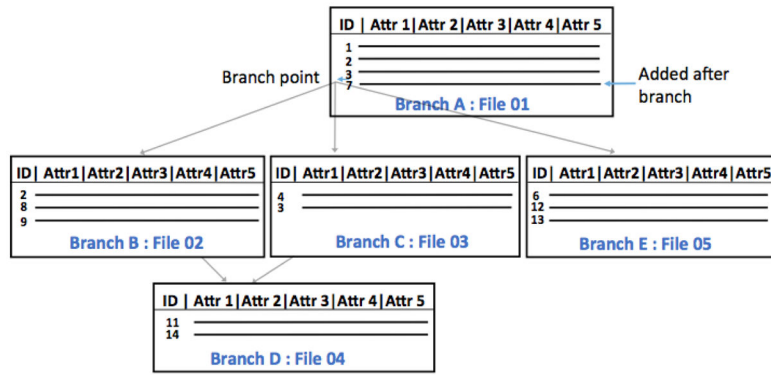 ID | Attr 1|Attr 2|Attr 3|Attr 4|Attr 5
1
2
3
7
Branch A : File 01
Branch point
Added after
branch
ID| Attr1|Attr2|Attr3|Attr4|Attr5
2
8
9
Branch B : File 02
ID| Attr1|Attr2|Attr3|Attr4|Attr5
4
3
Branch C : File 03
ID| Attr1|Attr2|Attr3|Attr4|Attr5
6
12
13
Branch E : File 05
ID | Attr 1|Attr 2|Attr 3|Attr 4|Attr 5
11
14
Branch D : File 04